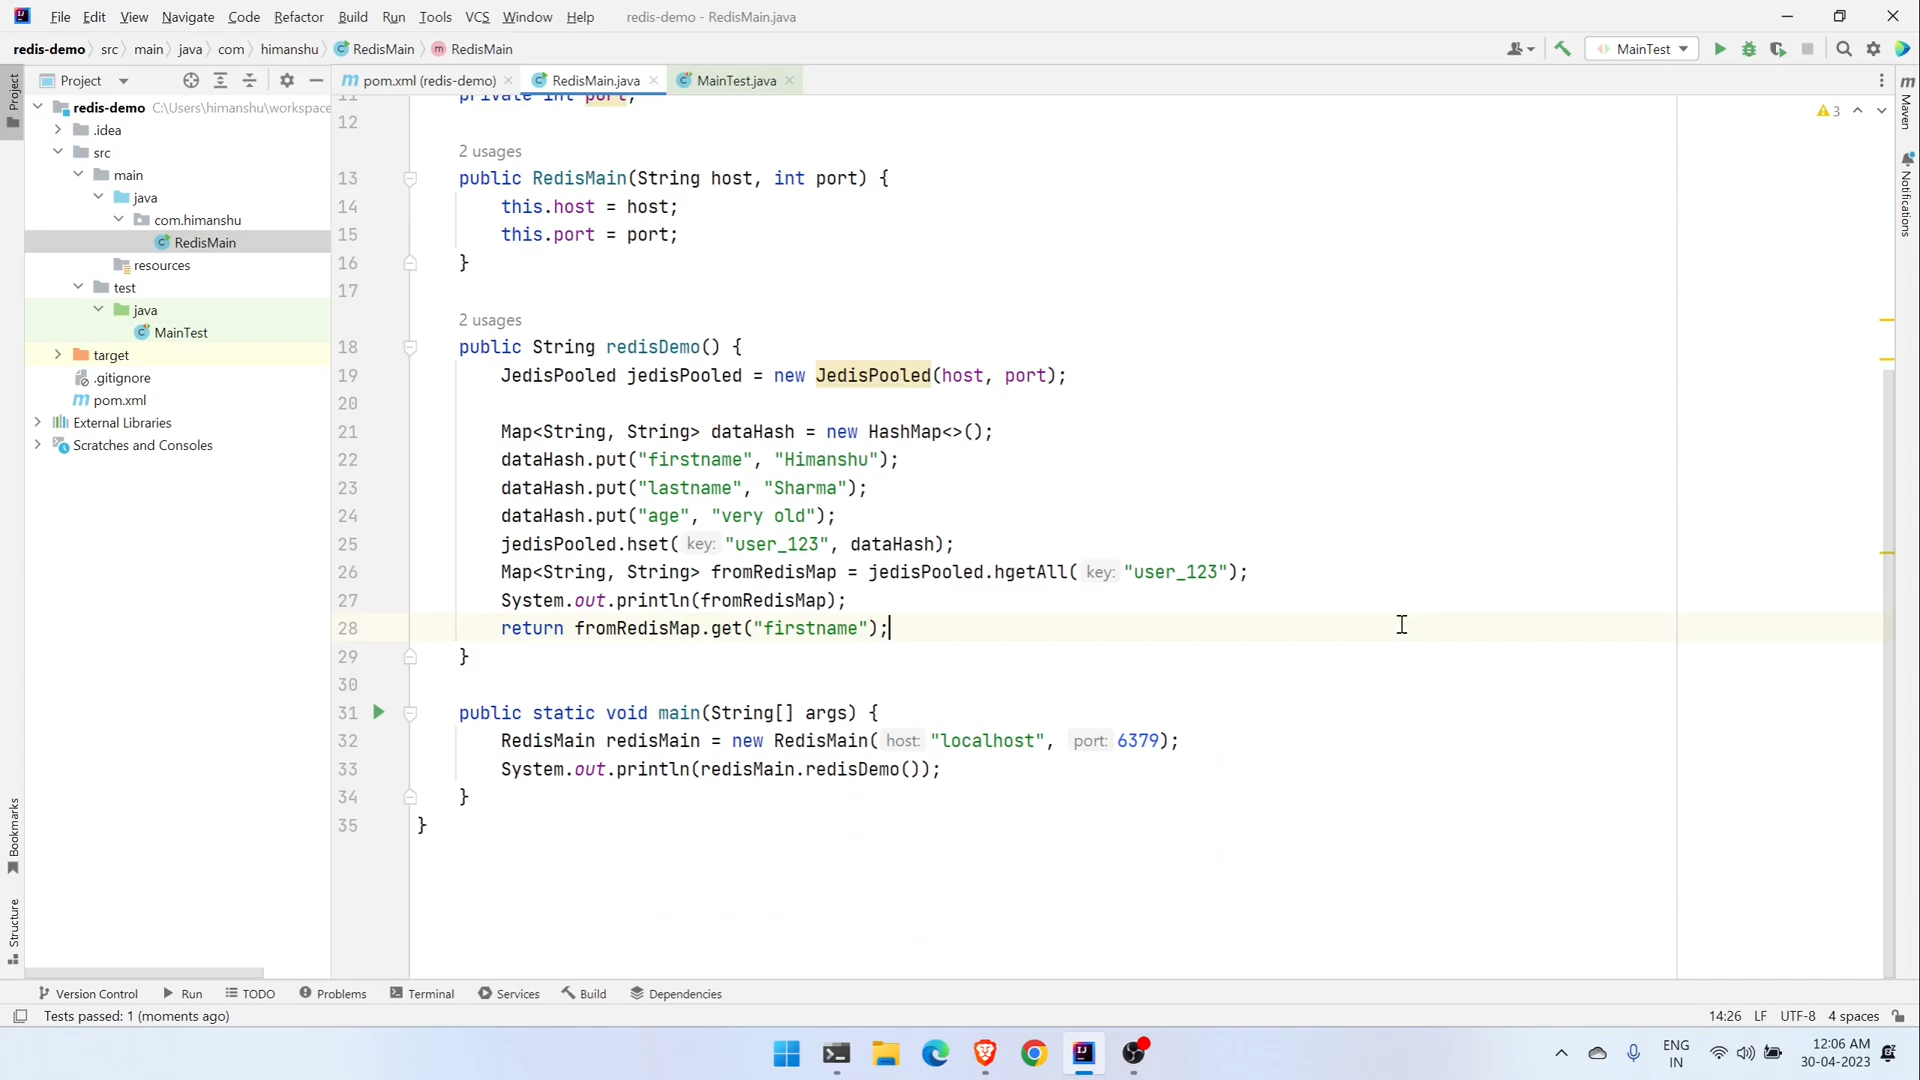 File Edit View Navigate Code Refactor Build Run Tools VCS Window Help redis-demo - RedisMain.java
redis-demo src main java com himanshu RedisMain RedisMain MainTest
Project pom.xml (redis-demo) RedisMain.java MainTest.java
redis-demo C:\Users\himanshu\workspace
.idea
src
main
java
com.himanshu
RedisMain
resources
test
java
MainTest
target
.gitignore
pom.xml
External Libraries
Scratches and Consoles
Project
Bookmarks
Structure
11 private int port;
12
2 usages
13 public RedisMain(String host, int port) {
14 this.host = host;
15 this.port = port;
16 }
17
2 usages
18 public String redisDemo() {
19 JedisPooled jedisPooled = new JedisPooled(host, port);
20
21 Map<String, String> dataHash = new HashMap<>();
22 dataHash.put("firstname", "Himanshu");
23 dataHash.put("lastname", "Sharma");
24 dataHash.put("age", "very old");
25 jedisPooled.hset( key: "user_123", dataHash);
26 Map<String, String> fromRedisMap = jedisPooled.hgetAll( key: "user_123");
27 System.out.println(fromRedisMap);
28 return fromRedisMap.get("firstname");
29 }
30
31 public static void main(String[] args) {
32 RedisMain redisMain = new RedisMain( host: "localhost", port: 6379);
33 System.out.println(redisMain.redisDemo());
34 }
35 }
3
Maven
Notifications
Version Control Run TODO Problems Terminal Services Build Dependencies
Tests passed: 1 (moments ago) 14:26 LF UTF-8 4 spaces
ENG
IN
12:06 AM
30-04-2023